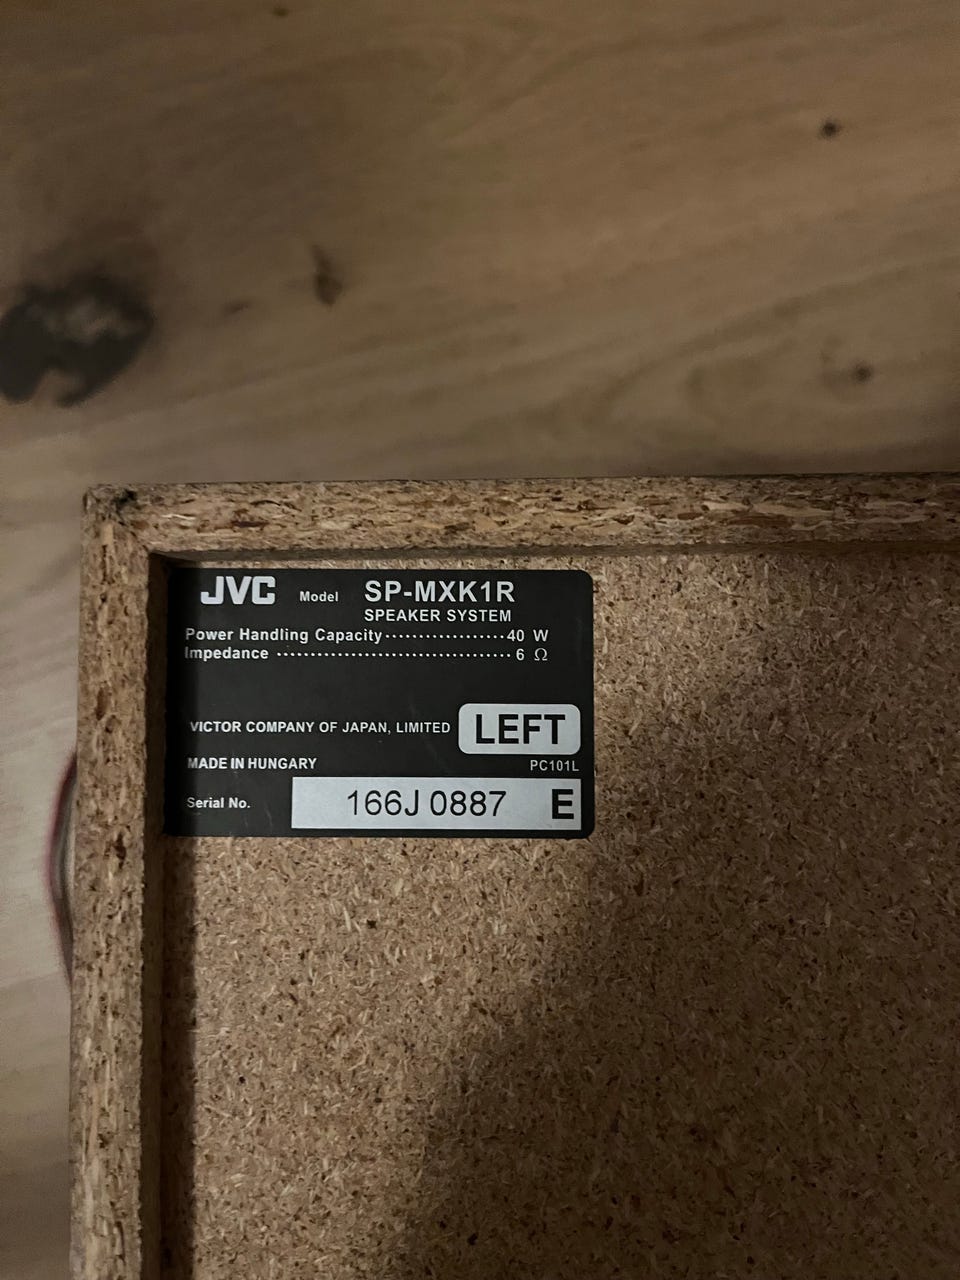 JVC Model SP-MXK1R
SPEAKER SYSTEM
Power Handling Capacity·················40 W
Impedance ·································6 Ω
VICTOR COMPANY OF JAPAN, LIMITED LEFT
MADE IN HUNGARY PC101L
Serial No. 166J 0887 E